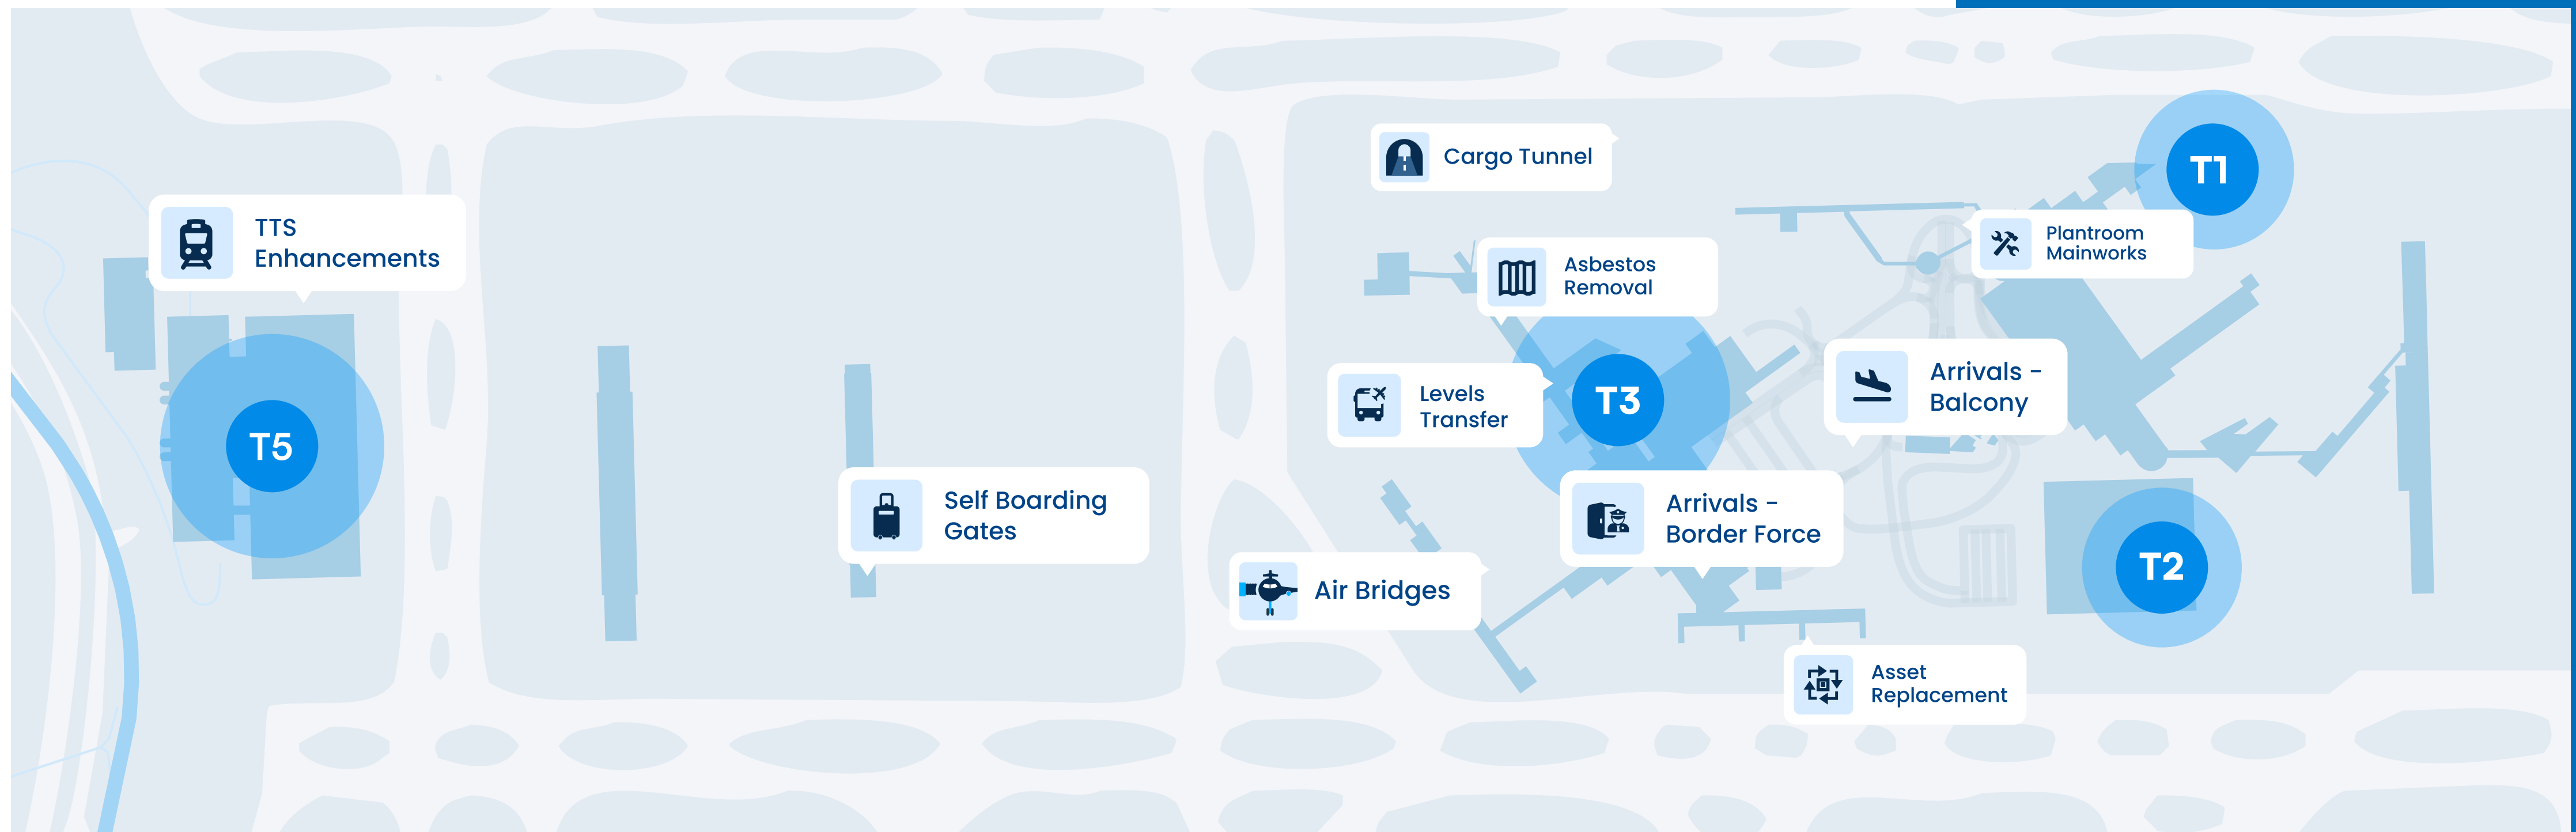 T1
Cargo Tunnel
TTS
Enhancements
Plantroom
Mainworks
Asbestos
Removal
Levels
Transfer
T3
Arrivals -
Balcony
T5
Self Boarding
Gates
Arrivals -
Border Force
Air Bridges
T2
Asset
Replacement